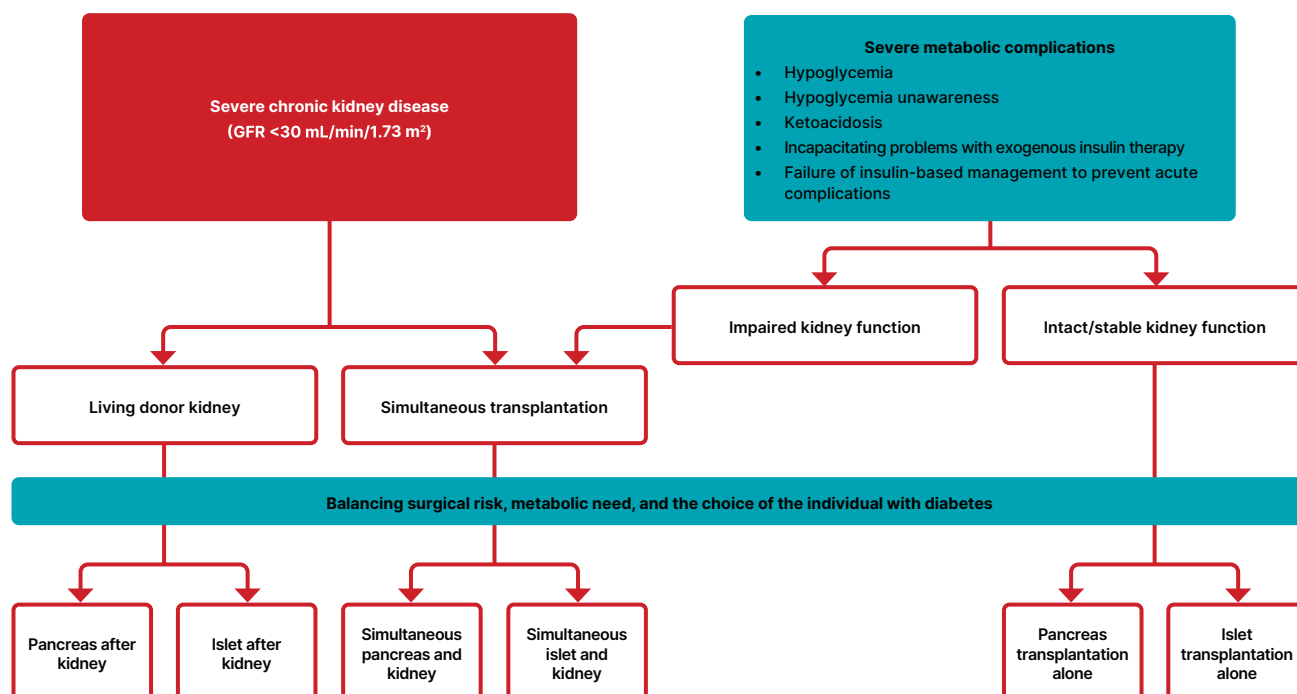 Severe chronic kidney disease
(GFR <30 mL/min/1.73 m²)
Severe metabolic complications
• Hypoglycemia
• Hypoglycemia unawareness
• Ketoacidosis
• Incapacitating problems with exogenous insulin therapy
• Failure of insulin-based management to prevent acute
complications
Impaired kidney function
Intact/stable kidney function
Living donor kidney
Simultaneous transplantation
Balancing surgical risk, metabolic need, and the choice of the individual with diabetes
Pancreas after
kidney
Islet after
kidney
Simultaneous
pancreas and
kidney
Simultaneous
islet and
kidney
Pancreas
transplantation
alone
Islet
transplantation
alone